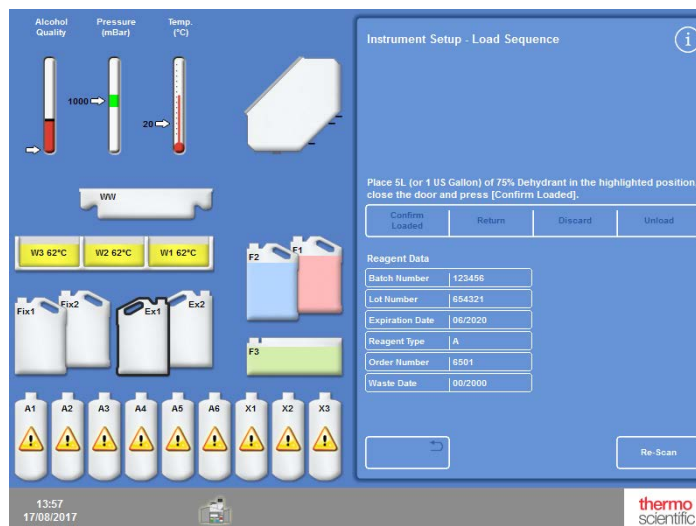 Alcohol Quality
Pressure (mBar)
Temp. (°C)
1000
20
WW
W3 62°C
W2 62°C
W1 62°C
F2
F1
Fix1
Fix2
Ex1
Ex2
F3
A1
A2
A3
A4
A5
A6
X1
X2
X3
13:57
17/08/2017
Instrument Setup - Load Sequence
i
Place 5L (or 1 US Gallon) of 75% Dehydrant in the highlighted position,
close the door and press [Confirm Loaded].
Confirm Loaded
Return
Discard
Unload
Reagent Data
Batch Number 123456
Lot Number 654321
Expiration Date 06/2020
Reagent Type A
Order Number 6501
Waste Date 00/2000
Re-Scan
thermo
scientific